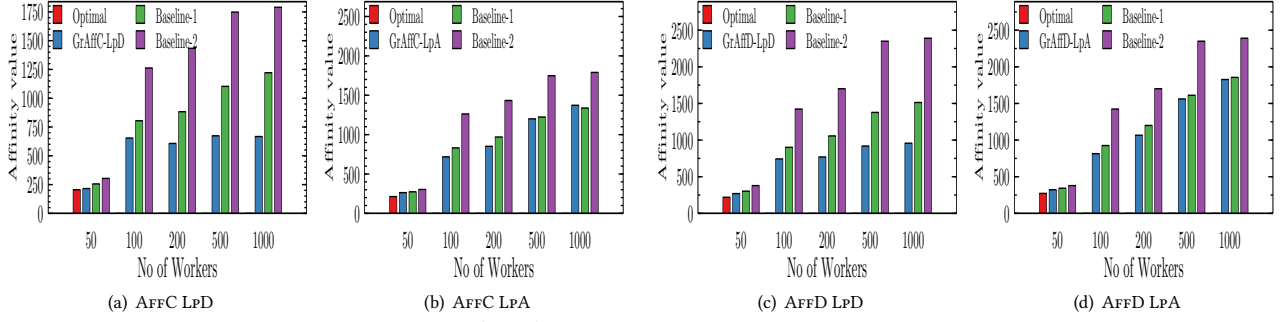 Optimal
GrAffC-LpD
Baseline-1
Baseline-2
Affinity value
1750
1500
1250
1000
750
500
250
0
50 100 200 500 1000
No of Workers
(a) AFFC LPD
Optimal
GrAffC-LpA
Baseline-1
Baseline-2
Affinity value
2500
2000
1500
1000
500
0
50 100 200 500 1000
No of Workers
(b) AFFC LPA
Optimal
GrAffD-LpD
Baseline-1
Baseline-2
Affinity value
2500
2000
1500
1000
500
0
50 100 200 500 1000
No of Workers
(c) AFFD LPD
Optimal
GrAffD-LpA
Baseline-1
Baseline-2
Affinity value
2500
2000
1500
1000
500
0
50 100 200 500 1000
No of Workers
(d) AFFD LPA